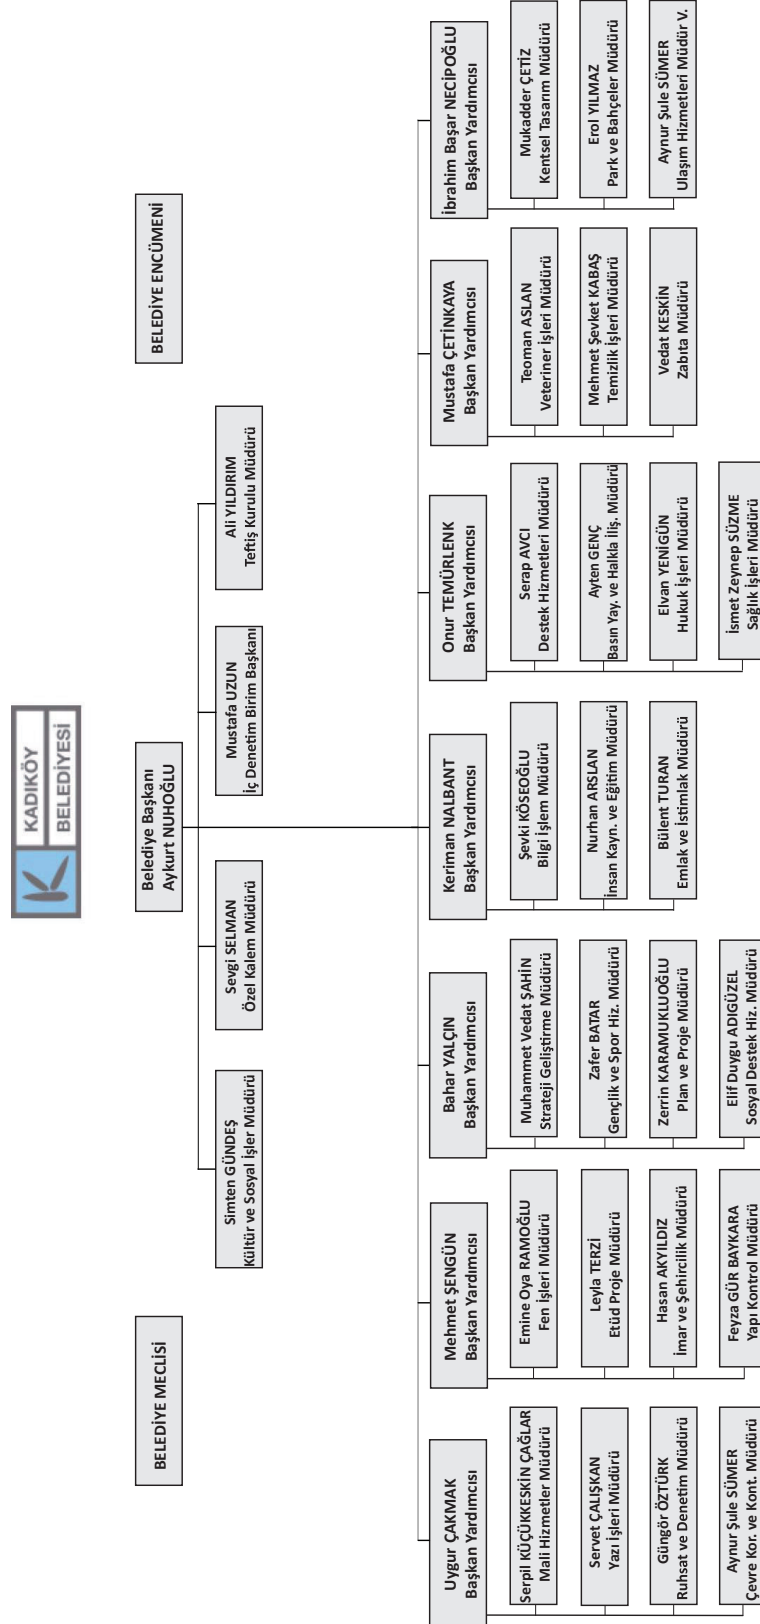 KADIKÖY
BELEDİYESİ
BELEDİYE MECLİSİ
Belediye Başkanı
Aykurt NUHOĞLU
BELEDİYE ENCÜMENİ
Simten GÜNDEŞ
Kültür ve Sosyal İşler Müdürü
Sevgi SELMAN
Özel Kalem Müdürü
Mustafa UZUN
İç Denetim Birim Başkanı
Ali YILDIRIM
Teftiş Kurulu Müdürü
Uygur ÇAKMAK
Başkan Yardımcısı
Serpil KÜÇÜKKESKİN ÇAĞLAR
Mali Hizmetler Müdürü
Servet ÇALIŞKAN
Yazı İşleri Müdürü
Güngör ÖZTÜRK
Ruhsat ve Denetim Müdürü
Aynur Şule SÜMER
Çevre Kor. ve Kont. Müdürü
Mehmet ŞENGÜN
Başkan Yardımcısı
Emine Oya RAMOĞLU
Fen İşleri Müdürü
Leyla TERZİ
Etüd Proje Müdürü
Hasan AKYILDIZ
İmar ve Şehircilik Müdürü
Feyza GÜR BAYKARA
Yapı Kontrol Müdürü
Bahar YALÇIN
Başkan Yardımcısı
Muhammet Vedat ŞAHİN
Strateji Geliştirme Müdürü
Zafer BATAR
Gençlik ve Spor Hiz. Müdürü
Zerrin KARAMUKLUOĞLU
Plan ve Proje Müdürü
Elif Duygu ADIGÜZEL
Sosyal Destek Hiz. Müdürü
Keriman NALBANT
Başkan Yardımcısı
Şevki KÖSEOĞLU
Bilgi İşlem Müdürü
Nurhan ARSLAN
İnsan Kayn. ve Eğitim Müdürü
Bülent TURAN
Emlak ve İstimlak Müdürü
Onur TEMÜRLENK
Başkan Yardımcısı
Serap AVCI
Destek Hizmetleri Müdürü
Ayten GENÇ
Basın Yay. ve Halkla İliş. Müdürü
Elvan YENİGÜN
Hukuk İşleri Müdürü
İsmet Zeynep SÜZME
Sağlık İşleri Müdürü
Mustafa ÇETİNKAYA
Başkan Yardımcısı
Teoman ASLAN
Veteriner İşleri Müdürü
Mehmet Şevket KABAŞ
Temizlik İşleri Müdürü
Vedat KESKİN
Zabıta Müdürü
İbrahim Başar NECİPOĞLU
Başkan Yardımcısı
Mukadder ÇETİZ
Kentsel Tasarım Müdürü
Erol YILMAZ
Park ve Bahçeler Müdürü
Aynur Şule SÜMER
Ulaşım Hizmetleri Müdür V.